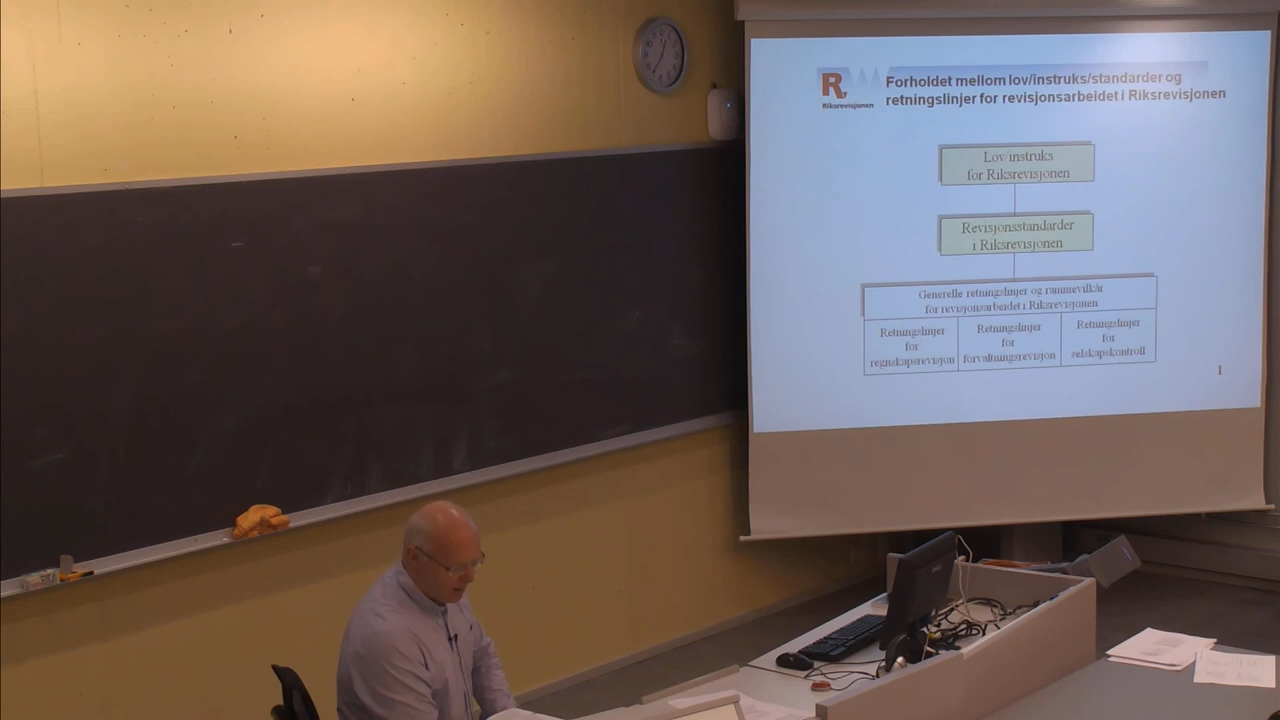 Forholdet mellom lov/instruks/standarder og
retningslinjer for revisjonsarbeidet i Riksrevisjonen
R
Riksrevisjonen
Lov/instruks
for Riksrevisjonen
Revisjonsstandarder
i Riksrevisjonen
Generelle retningslinjer og rammevilkår
for revisjonsarbeidet i Riksrevisjonen
Retningslinjer
for
regnskapsrevisjon
Retningslinjer
for
forvaltningsrevisjon
Retningslinjer
for
selskapskontroll
1